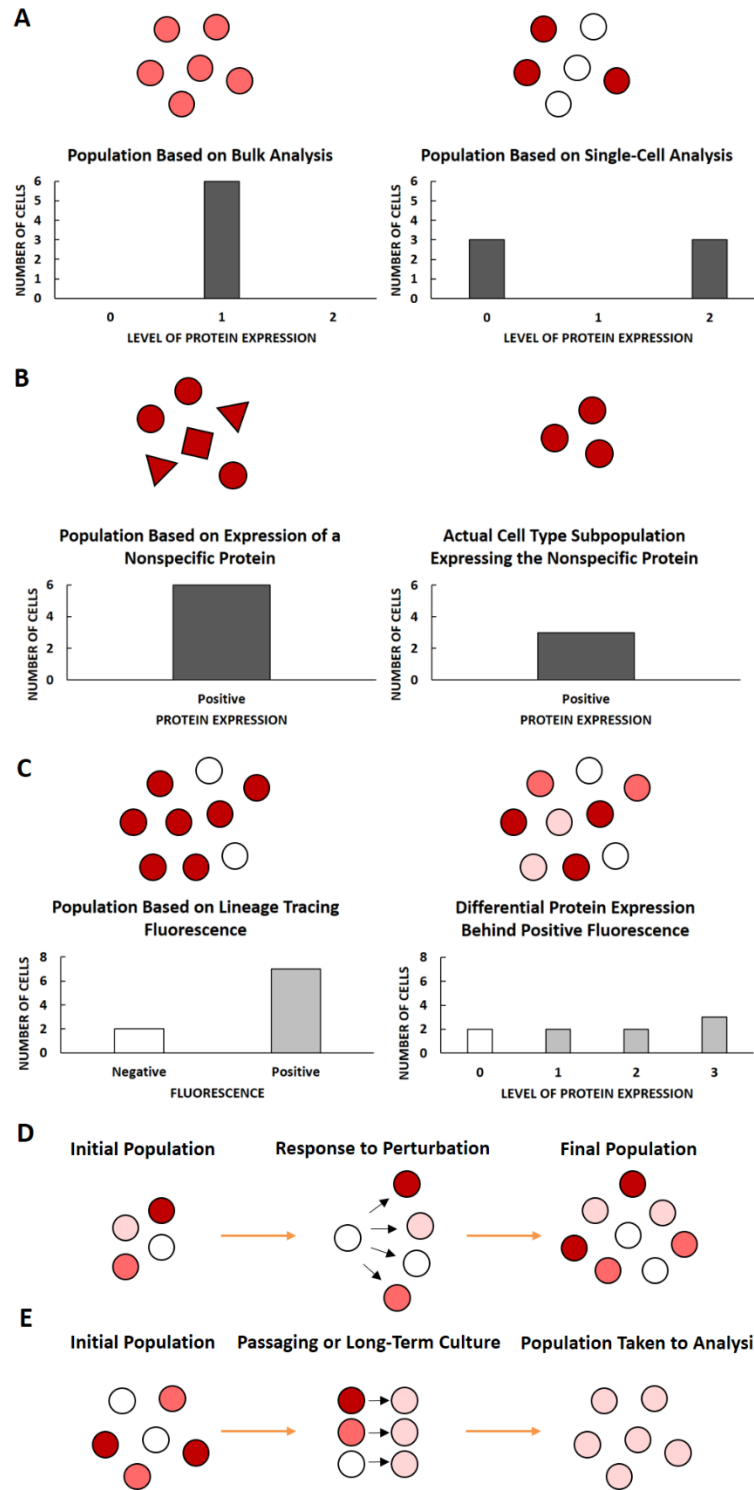 A
Population Based on Bulk Analysis
NUMBER OF CELLS
6
5
4
3
2
1
0
0 1 2
LEVEL OF PROTEIN EXPRESSION
Population Based on Single-Cell Analysis
NUMBER OF CELLS
6
5
4
3
2
1
0
0 1 2
LEVEL OF PROTEIN EXPRESSION
B
Population Based on Expression of a
Nonspecific Protein
NUMBER OF CELLS
6
4
2
0
Positive
PROTEIN EXPRESSION
Actual Cell Type Subpopulation
Expressing the Nonspecific Protein
NUMBER OF CELLS
6
4
2
0
Positive
PROTEIN EXPRESSION
C
Population Based on Lineage Tracing
Fluorescence
NUMBER OF CELLS
8
6
4
2
0
Negative Positive
FLUORESCENCE
Differential Protein Expression
Behind Positive Fluorescence
NUMBER OF CELLS
8
6
4
2
0
0 1 2 3
LEVEL OF PROTEIN EXPRESSION
D
Initial Population
Response to Perturbation
Final Population
E
Initial Population
Passaging or Long-Term Culture
Population Taken to Analysi